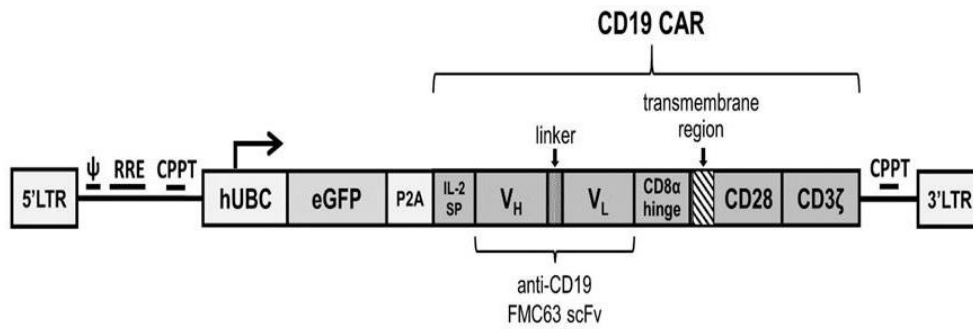 CD19 CAR
transmembrane
region
linker
ψ RRE CPPT
CPPT
5'LTR
hUBC
eGFP
P2A
IL-2
SP
VH
VL
CD8α
hinge
CD28
CD3ζ
3'LTR
anti-CD19
FMC63 scFv